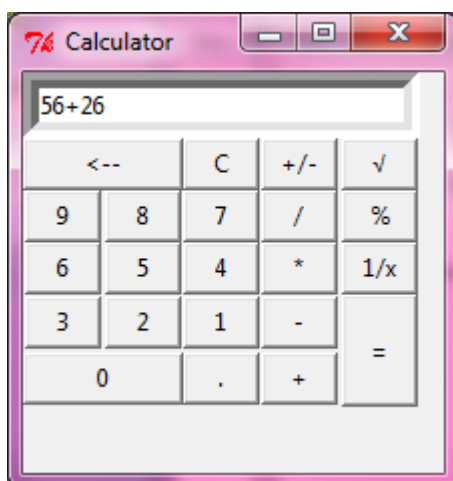 Calculator
56+26
<-- C +/- √
9 8 7 / %
6 5 4 * 1/x
3 2 1 - =
0 . +